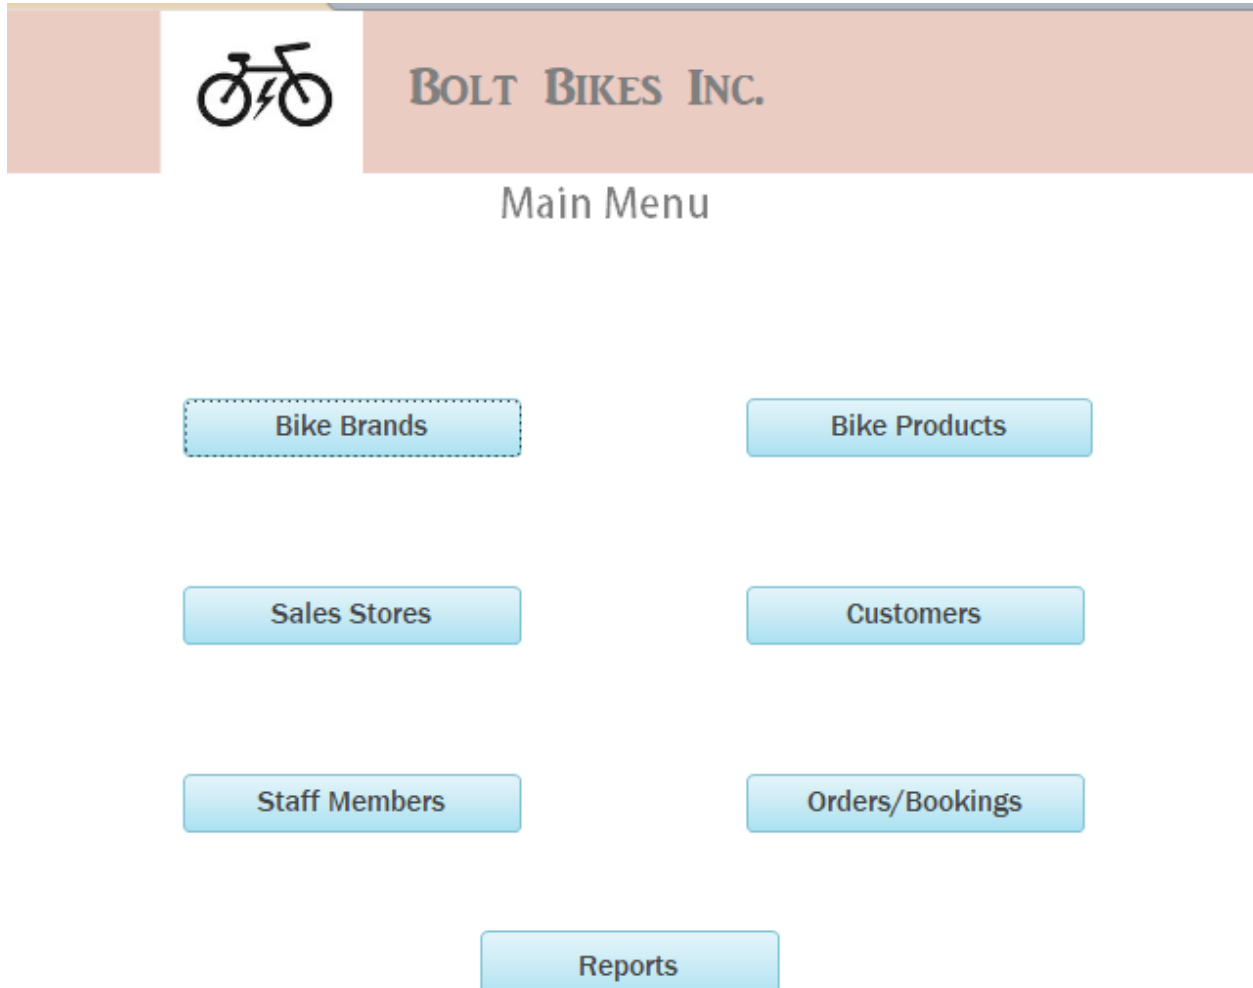 Bolt Bikes Inc.
Main Menu
Bike Brands
Bike Products
Sales Stores
Customers
Staff Members
Orders/Bookings
Reports